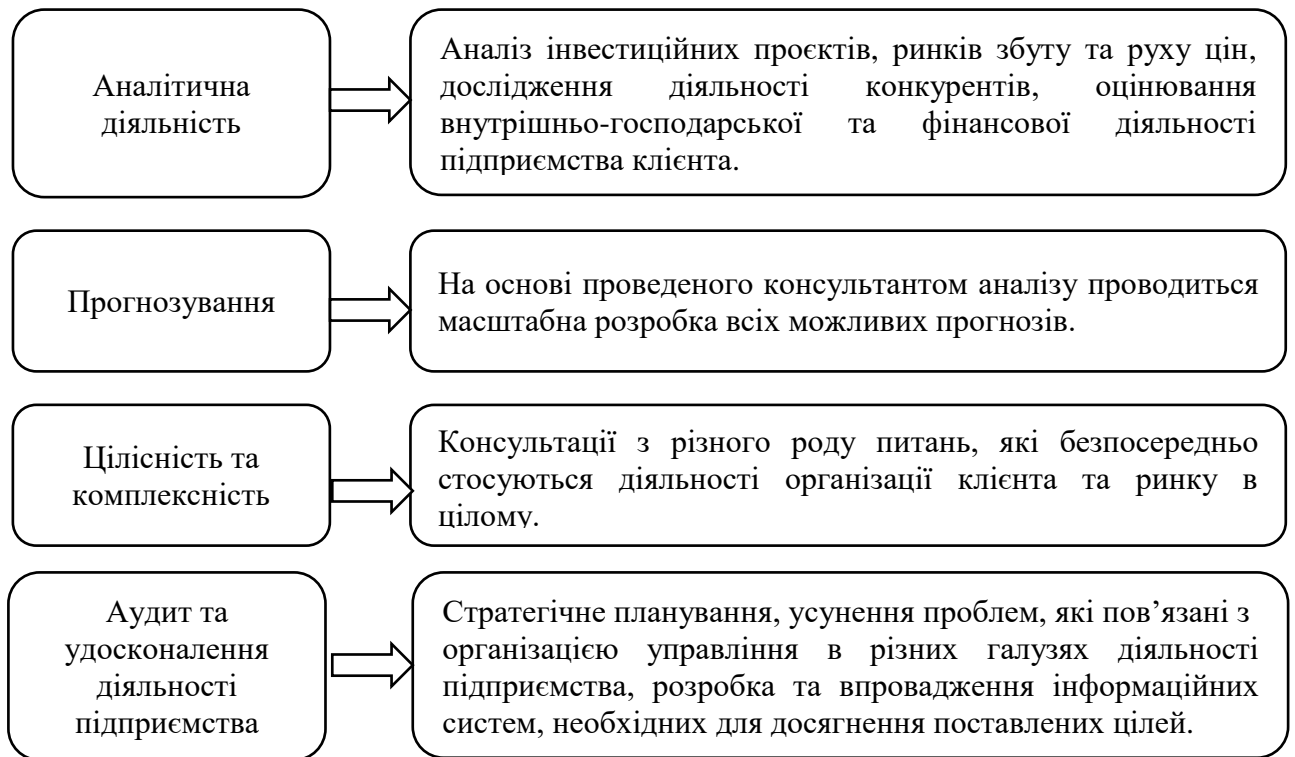 Аналітична
діяльність
Аналіз інвестиційних проєктів, ринків збуту та руху цін,
дослідження діяльності конкурентів, оцінювання
внутрішньо-господарської та фінансової діяльності
підприємства клієнта.
Прогнозування
На основі проведеного консультантом аналізу проводиться
масштабна розробка всіх можливих прогнозів.
Цілісність та
комплексність
Консультації з різного роду питань, які безпосередньо
стосуються діяльності організації клієнта та ринку в
цілому.
Аудит та
удосконалення
діяльності
підприємства
Стратегічне планування, усунення проблем, які пов’язані з
організацією управління в різних галузях діяльності
підприємства, розробка та впровадження інформаційних
систем, необхідних для досягнення поставлених цілей.